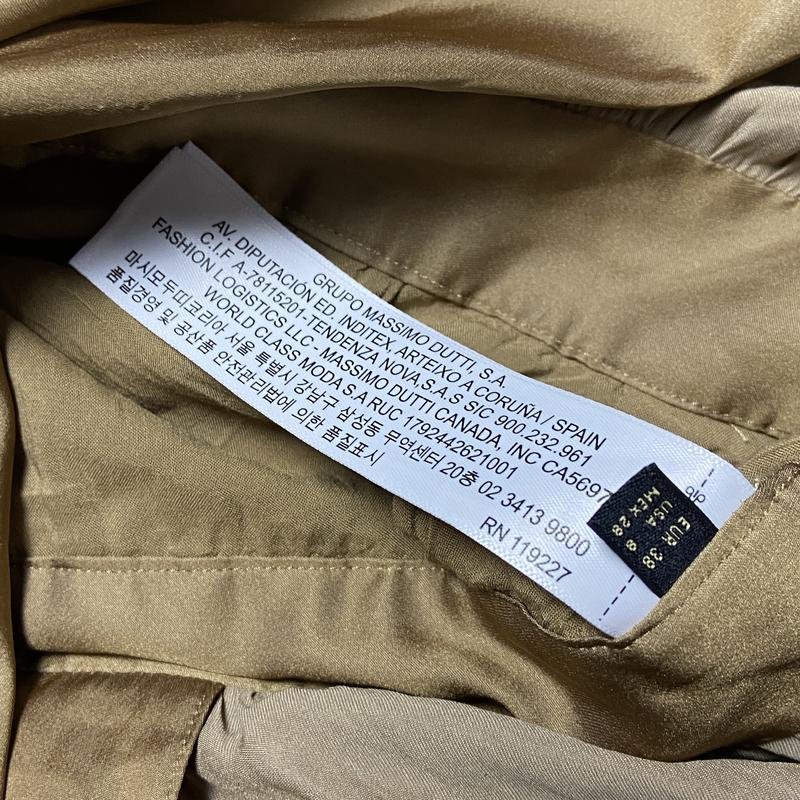 GRUPO MASSIMO DUTTI, S.A.
AV. DIPUTACIÓN ED. INDITEX, ARTEIXO A CORUÑA / SPAIN
C.I.F A-78115201-TENDENZA NOVA S.A.S SIC 900.232.961
FASHION LOGISTICS LLC - MASSIMO DUTTI CANADA, INC CA5697
WORLD CLASS MODA S.A RUC 1792442621001
마시모두띠코리아 서울 특별시 강남구 삼성동 무역센터 20층 02 3413 9800
품질경영 및 공산품 안전관리법에 의한 품질표시
RN 119227
EUR 38
USA 8
MEX 28